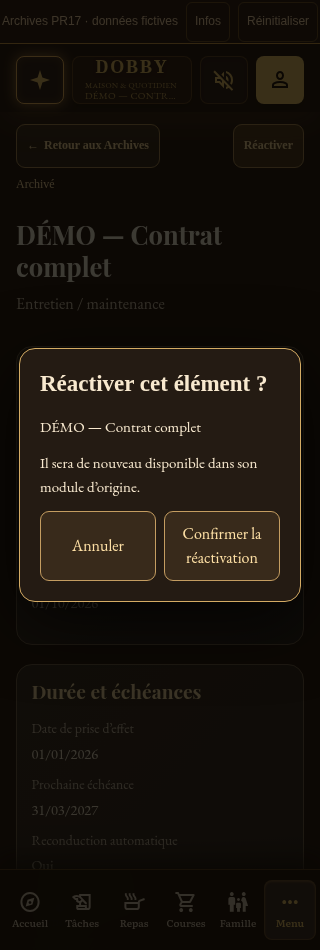 Archives PR17 · données fictives
Infos
Réinitialiser
DOBBY
MAISON & QUOTIDIEN
DÉMO — CONTR…
← Retour aux Archives
Réactiver
Archivé
DÉMO — Contrat
complet
Entretien / maintenance
Réactiver cet élément ?
DÉMO — Contrat complet
Il sera de nouveau disponible dans son
module d’origine.
Annuler
Confirmer la
réactivation
01/10/2026
Durée et échéances
Date de prise d’effet
01/01/2026
Prochaine échéance
31/03/2027
Reconduction automatique
Oui
Accueil
Tâches
Repas
Courses
Famille
Menu